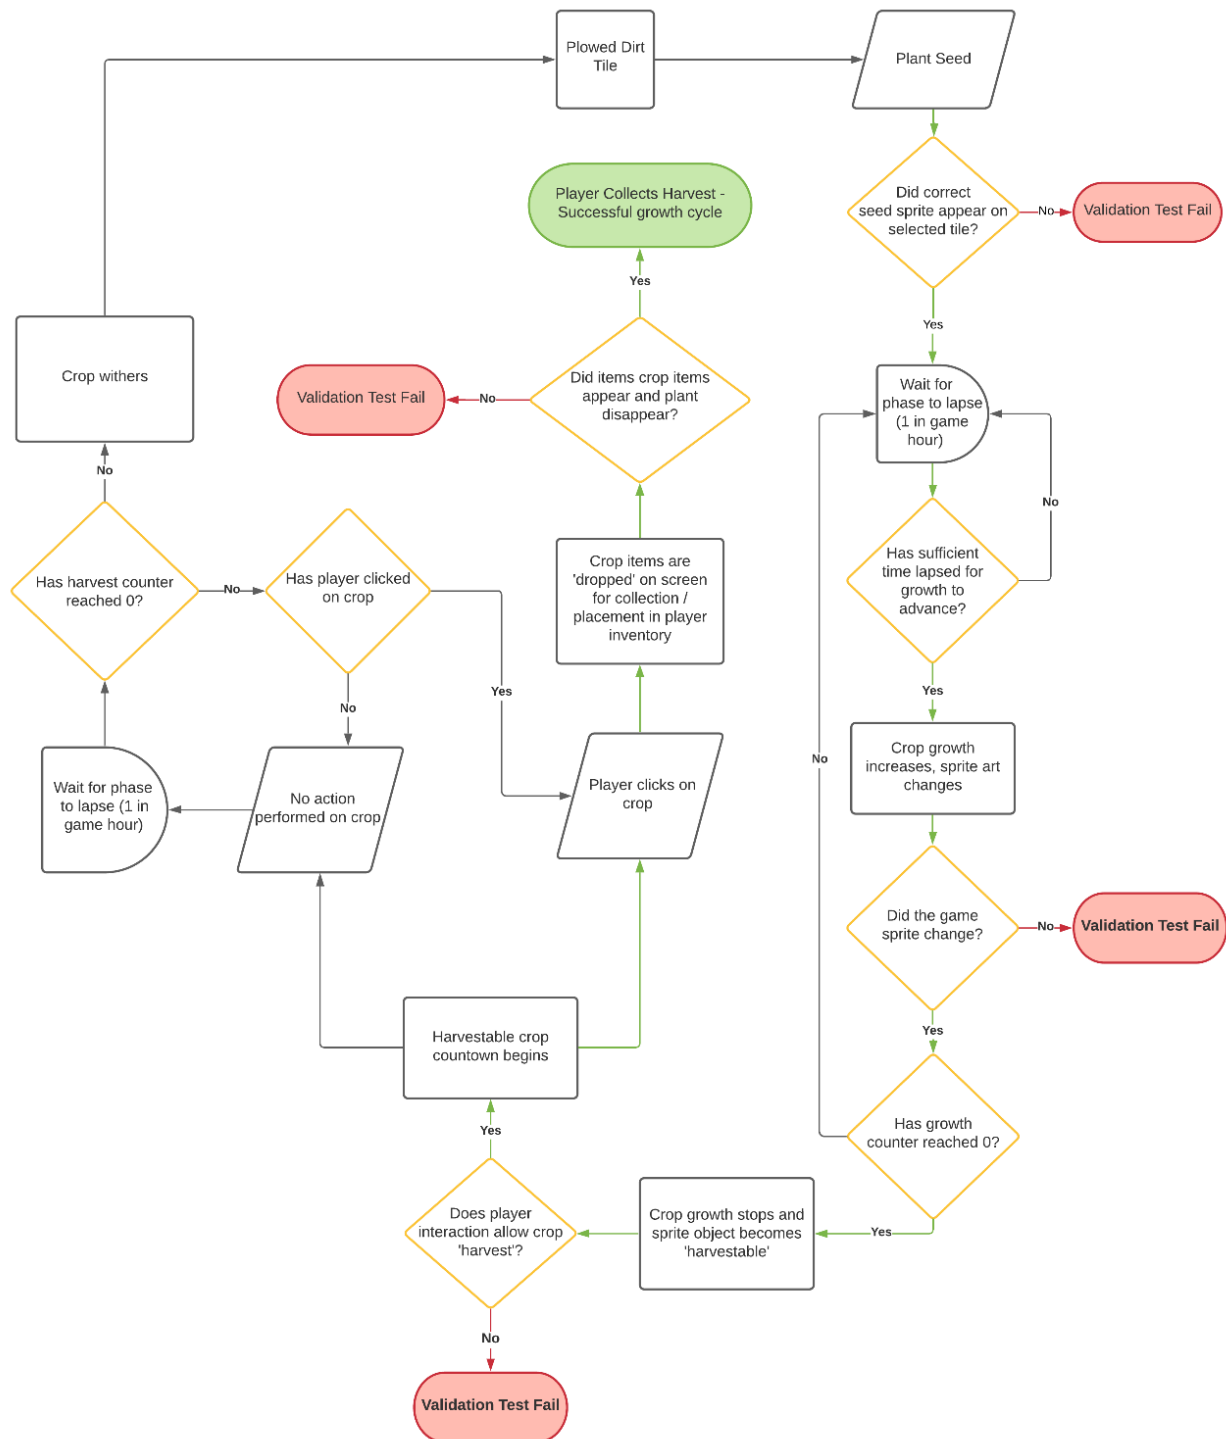 Plowed Dirt
Tile
Plant Seed
Did correct
seed sprite appear on
selected tile?
No
Validation Test Fail
Yes
Wait for
phase to lapse
(1 in game
hour)
No
Has sufficient
time lapsed for
growth to
advance?
Yes
Crop growth
increases, sprite art
changes
Did the game
sprite change?
No
Validation Test Fail
Yes
Has growth
counter reached 0?
No
Yes
Crop growth stops and
sprite object becomes
'harvestable'
Does player
interaction allow crop
'harvest'?
No
Validation Test Fail
Yes
Harvestable crop
countown begins
Player clicks on
crop
Crop items are
'dropped' on screen
for collection /
placement in player
inventory
Did items crop items
appear and plant
disappear?
No
Validation Test Fail
Yes
Player Collects Harvest -
Successful growth cycle
No action
performed on crop
Wait for phase
to lapse (1 in
game hour)
Has harvest counter
reached 0?
No
Has player clicked
on crop
No
Yes
No
Crop withers